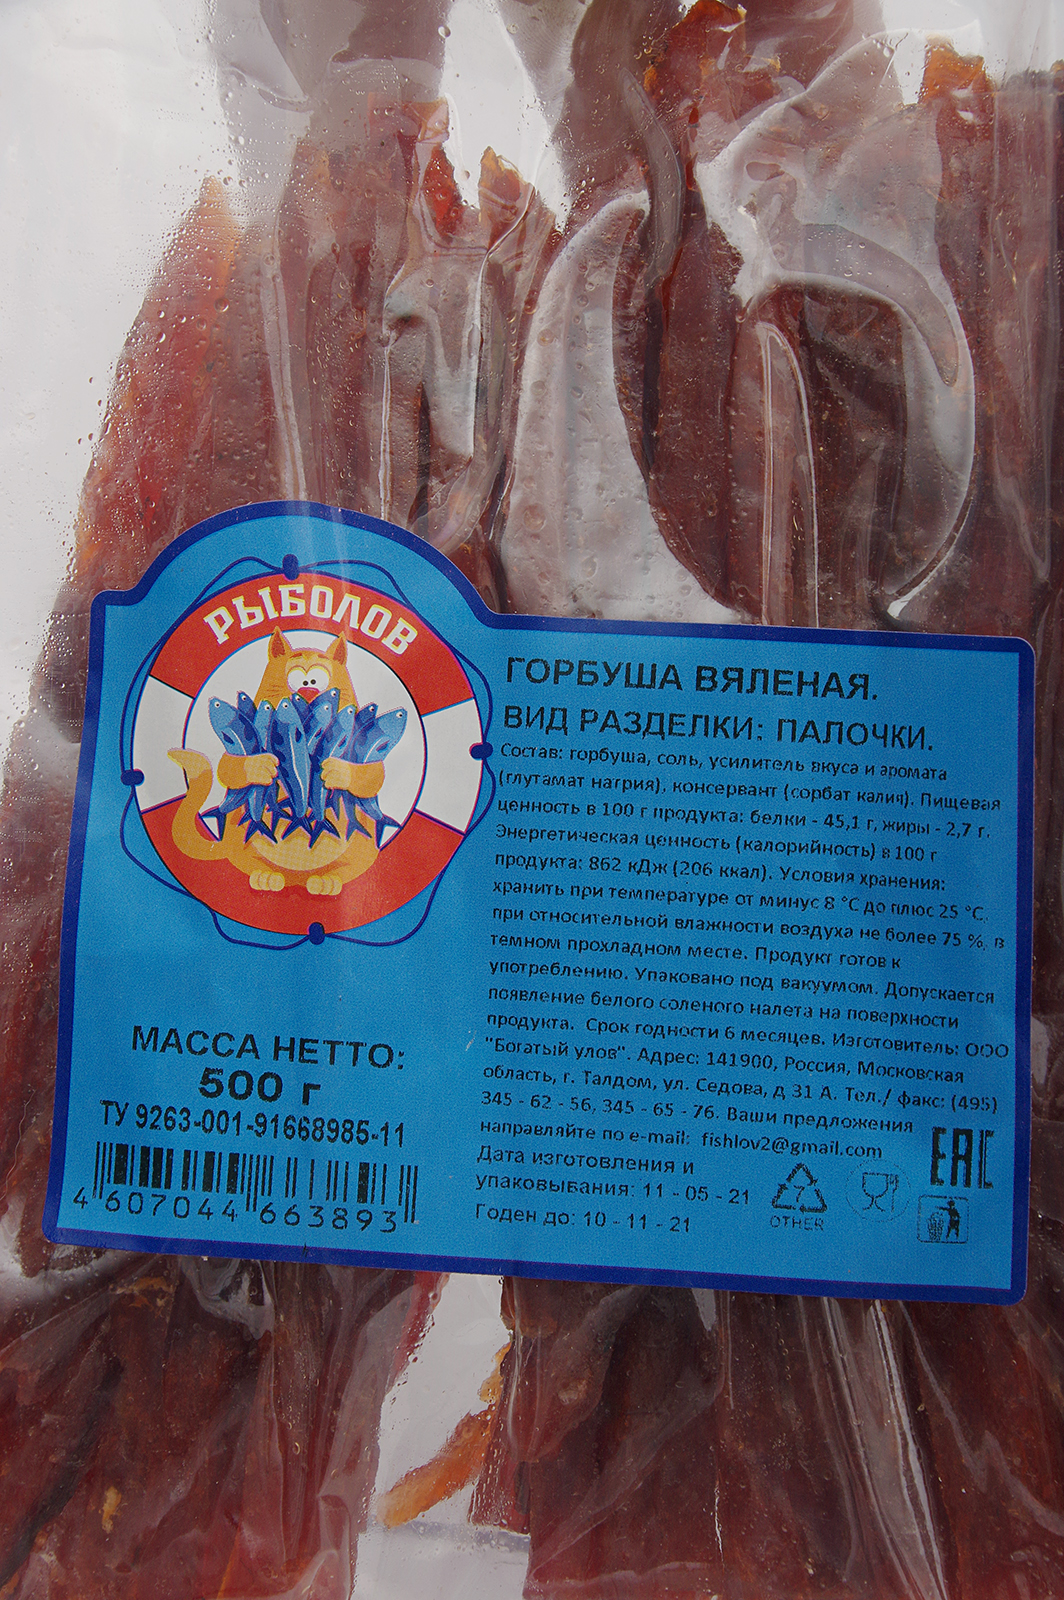 РЫБОЛОВ
ГОРБУША ВЯЛЕНАЯ.
ВИД РАЗДЕЛКИ: ПАЛОЧКИ.
Состав: горбуша, соль, усилитель вкуса и аромата
(глутамат натрия), консервант (сорбат калия). Пищевая
ценность в 100 г продукта: белки - 45,1 г, жиры - 2,7 г.
Энергетическая ценность (калорийность) в 100 г
продукта: 862 кДж (206 ккал). Условия хранения:
хранить при температуре от минус 8 °С до плюс 25 °С,
при относительной влажности воздуха не более 75 %, в
темном прохладном месте. Продукт готов к
употреблению. Упаковано под вакуумом. Допускается
появление белого соленого налета на поверхности
продукта. Срок годности 6 месяцев. Изготовитель: ООО
"Богатый улов". Адрес: 141900, Россия, Московская
область, г. Талдом, ул. Седова, д 31 А. Тел./ факс: (495)
345 - 62 - 56, 345 - 65 - 76. Ваши предложения
направляйте по e-mail: fishlov2@gmail.com
Дата изготовления и
упаковывания: 11 - 05 - 21
Годен до: 10 - 11 - 21
МАССА НЕТТО:
500 г
ТУ 9263-001-91668985-11
4 607044 663893
7
OTHER
EAC